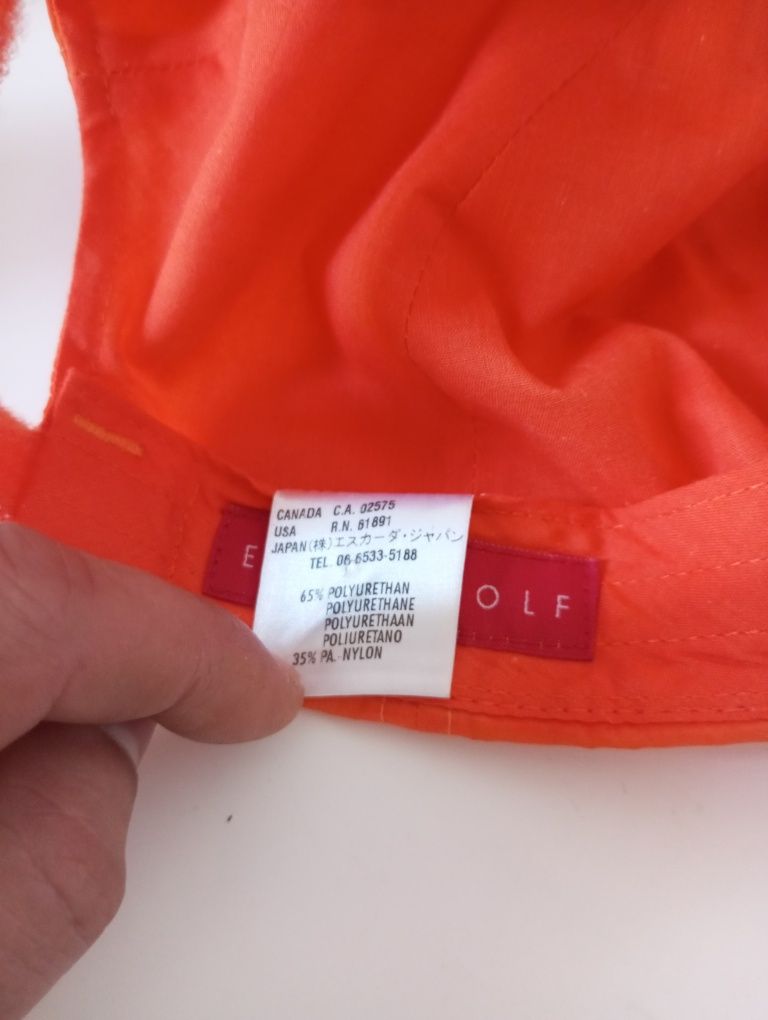 CANADA C.A. 02575
USA R.N. 61891
JAPAN(株)エスカーダ・ジャパン
TEL. 06-6533-5188
65% POLYURETHAN
POLYURETHANE
POLYURETHAAN
POLIURETANO
35% PA. NYLON
E OLF